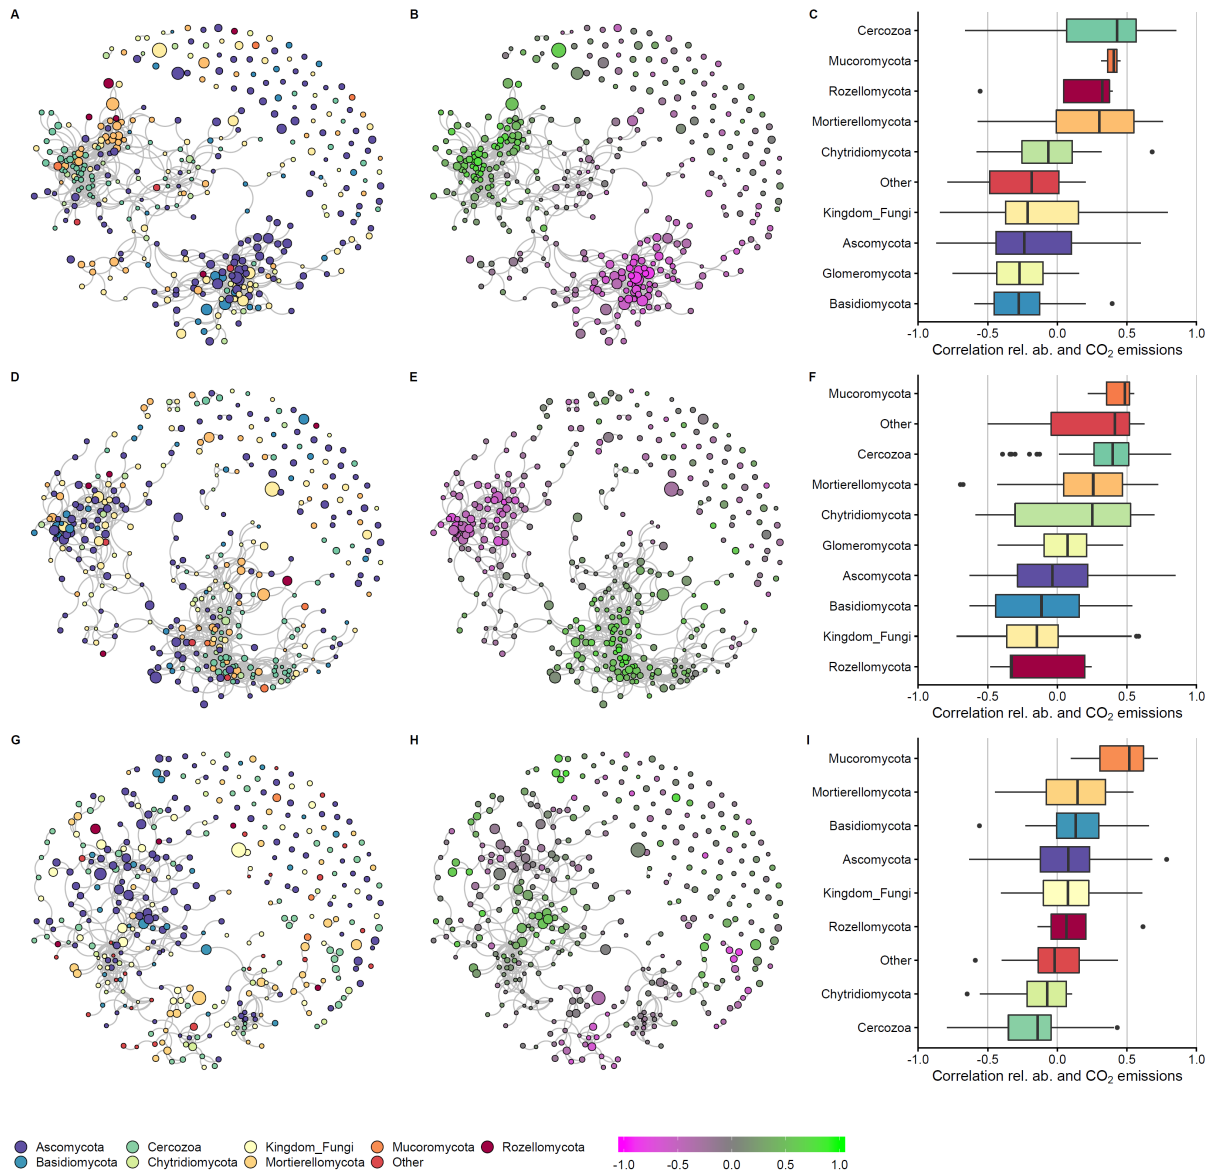 A
B
C
Cercozoa
Mucoromycota
Rozellomycota
Mortierellomycota
Chytridiomycota
Other
Kingdom_Fungi
Ascomycota
Glomeromycota
Basidiomycota
-1.0 -0.5 0.0 0.5 1.0
Correlation rel. ab. and CO₂ emissions
D
E
F
Mucoromycota
Other
Cercozoa
Mortierellomycota
Chytridiomycota
Glomeromycota
Ascomycota
Basidiomycota
Kingdom_Fungi
Rozellomycota
-1.0 -0.5 0.0 0.5 1.0
Correlation rel. ab. and CO₂ emissions
G
H
I
Mucoromycota
Mortierellomycota
Basidiomycota
Ascomycota
Kingdom_Fungi
Rozellomycota
Other
Chytridiomycota
Cercozoa
-1.0 -0.5 0.0 0.5 1.0
Correlation rel. ab. and CO₂ emissions
Ascomycota Cercozoa Kingdom_Fungi Mucoromycota Rozellomycota
Basidiomycota Chytridiomycota Mortierellomycota Other
-1.0 -0.5 0.0 0.5 1.0